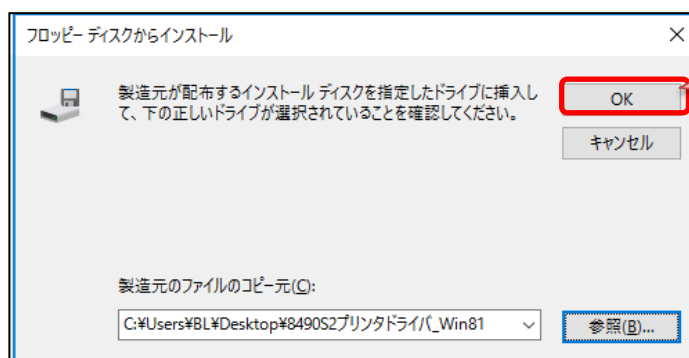 フロッピー ディスクからインストール
製造元が配布するインストール ディスクを指定したドライブに挿入し
て、下の正しいドライブが選択されていることを確認してください。
OK
キャンセル
製造元のファイルのコピー元(C):
C:¥Users¥BL¥Desktop¥8490S2プリンタドライバ_Win81
参照(B)...